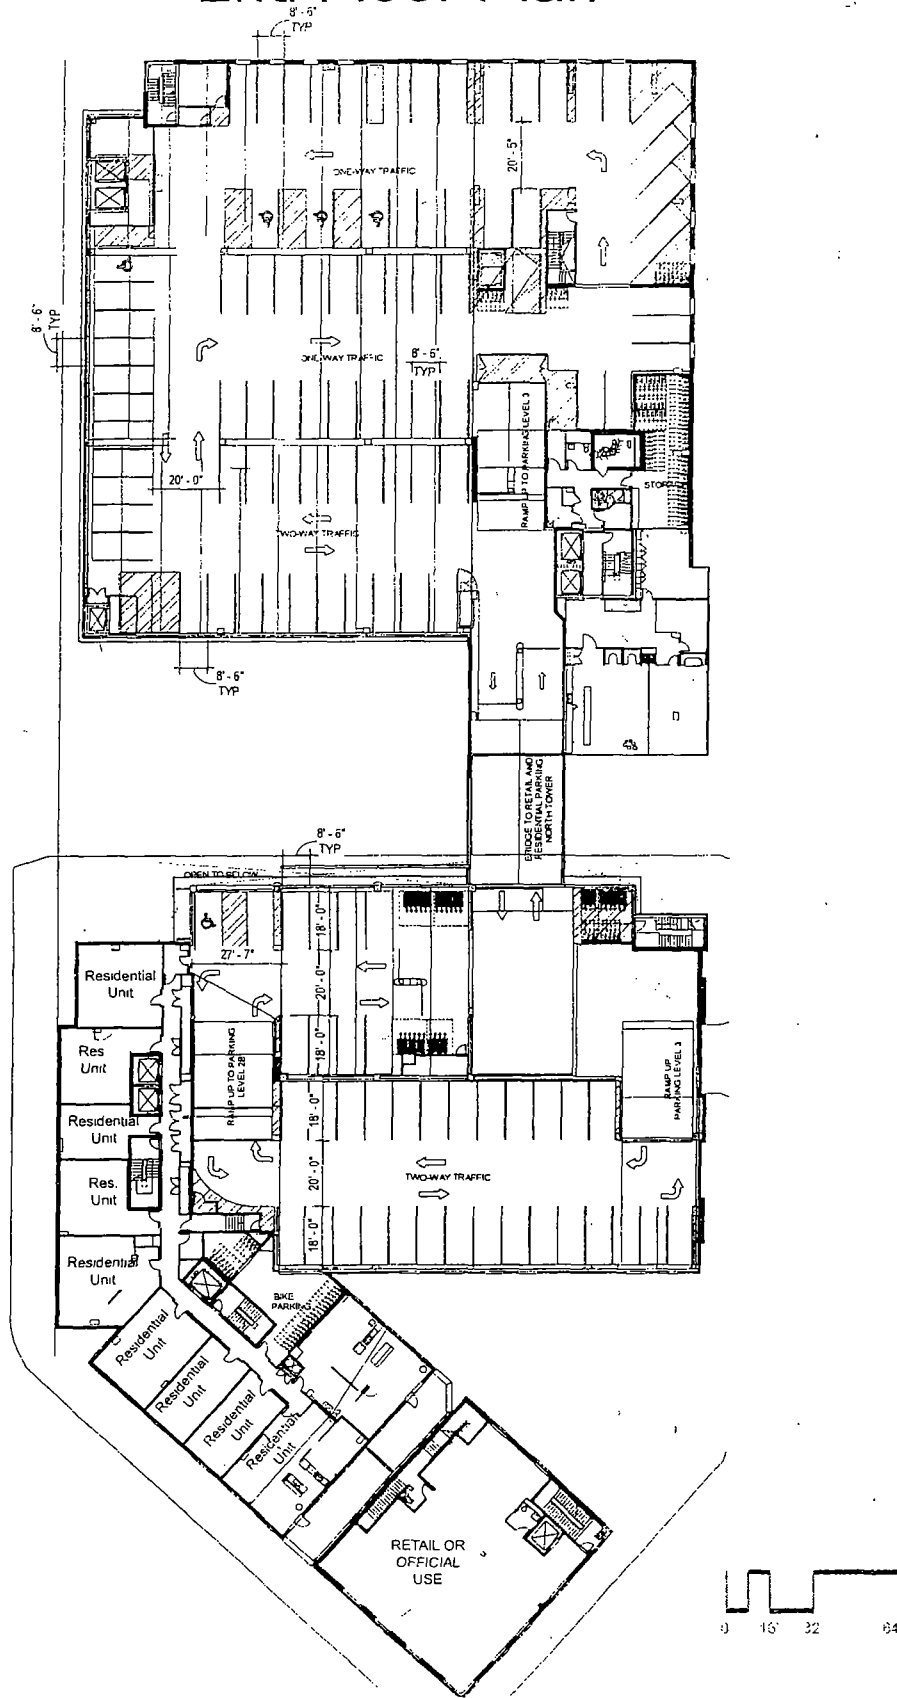 8' - 6"
TYP
ONE-WAY TRAFFIC
20' - 5"
8' - 6"
TYP
ONE-WAY TRAFFIC
8' - 6"
TYP
RAMP UP TO PARKING LEVEL 3
20' - 0"
TWO-WAY TRAFFIC
8' - 6"
TYP
BRIDGE TO RETAIL AND
RESIDENTIAL PARKING
NORTH TOWER
8' - 6"
TYP
OPEN TO BELOW
18' - 0"
27' - 7"
20' - 0"
18' - 0"
Residential
Unit
Res
Unit
RAMP UP TO PARKING
LEVEL 2B
RAMP UP
PARKING LEVEL 3
18' - 0"
Residential
Unit
20' - 0"
TWO-WAY TRAFFIC
Res.
Unit
18' - 0"
Residential
Unit
BIKE
PARKING
Residential
Unit
Residential
Unit
Residential
Unit
Residential
Unit
RETAIL OR
OFFICIAL
USE
0 16' 32 64